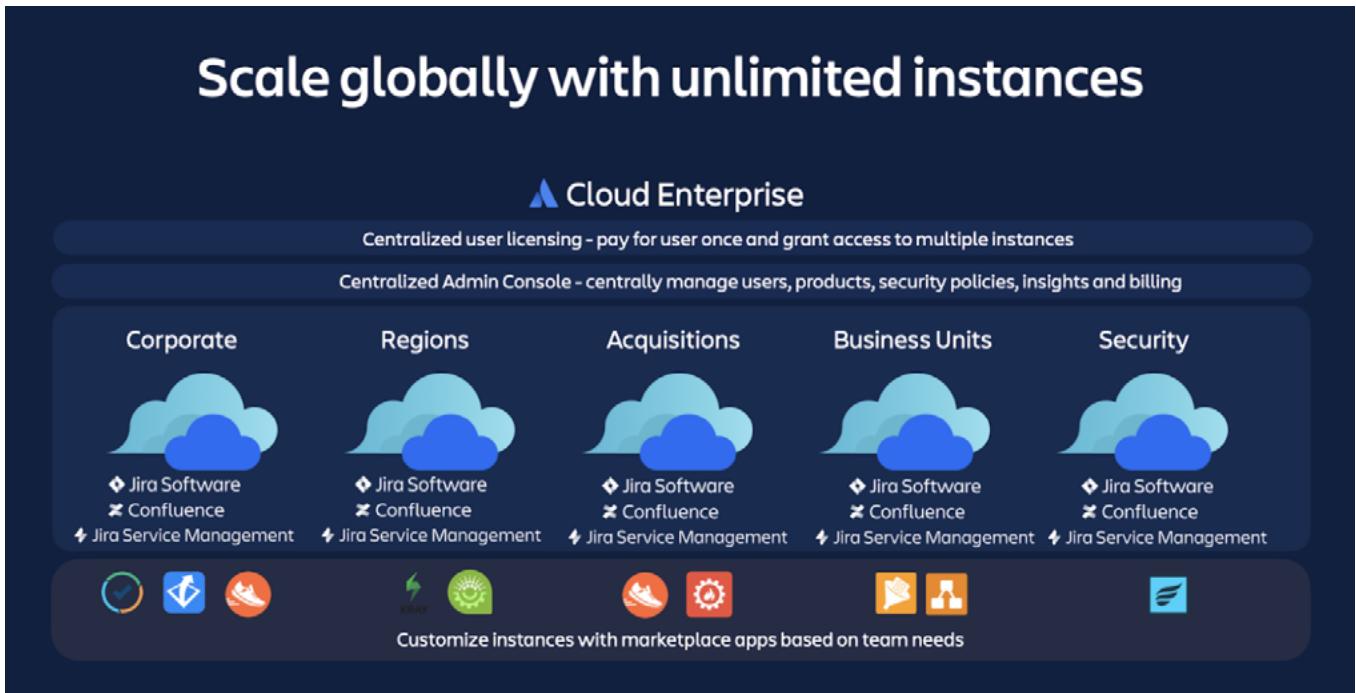 Scale globally with unlimited instances
Cloud Enterprise
Centralized user licensing - pay for user once and grant access to multiple instances
Centralized Admin Console - centrally manage users, products, security policies, insights and billing
Corporate
Regions
Acquisitions
Business Units
Security
Jira Software
Confluence
Jira Service Management
Jira Software
Confluence
Jira Service Management
Jira Software
Confluence
Jira Service Management
Jira Software
Confluence
Jira Service Management
Jira Software
Confluence
Jira Service Management
XRAY
Customize instances with marketplace apps based on team needs